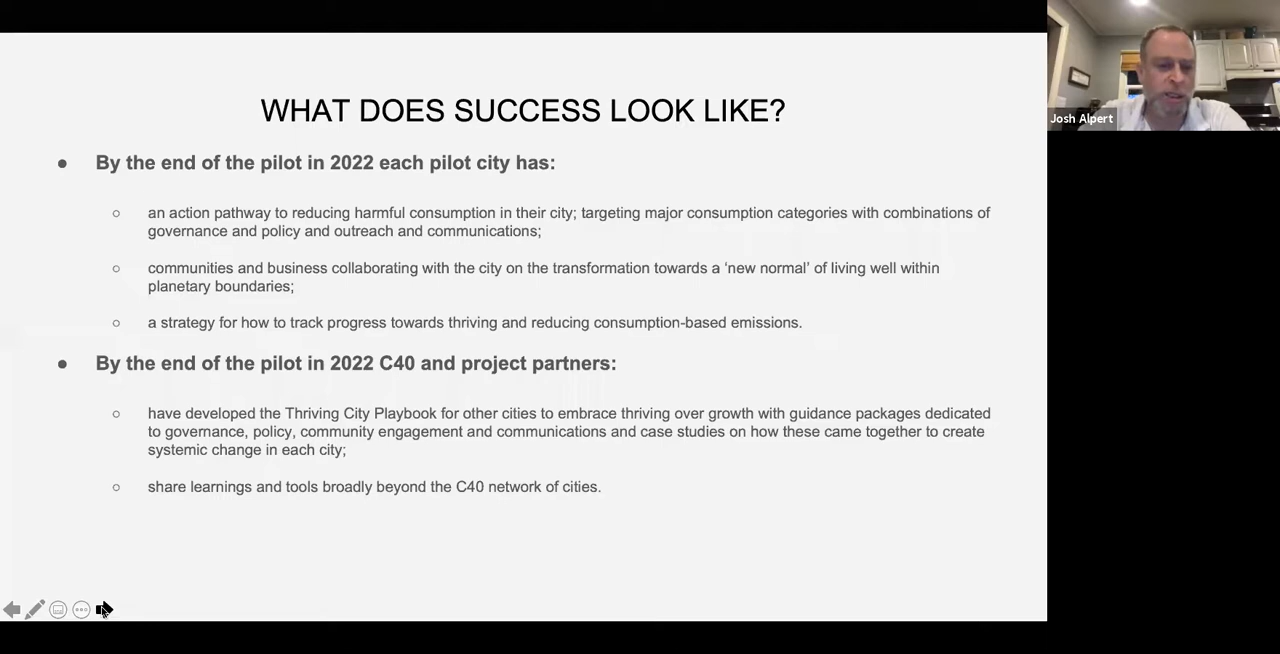 WHAT DOES SUCCESS LOOK LIKE?
● By the end of the pilot in 2022 each pilot city has:
○ an action pathway to reducing harmful consumption in their city; targeting major consumption categories with combinations of
governance and policy and outreach and communications;
○ communities and business collaborating with the city on the transformation towards a ‘new normal’ of living well within
planetary boundaries;
○ a strategy for how to track progress towards thriving and reducing consumption-based emissions.
● By the end of the pilot in 2022 C40 and project partners:
○ have developed the Thriving City Playbook for other cities to embrace thriving over growth with guidance packages dedicated
to governance, policy, community engagement and communications and case studies on how these came together to create
systemic change in each city;
○ share learnings and tools broadly beyond the C40 network of cities.
Josh Alpert